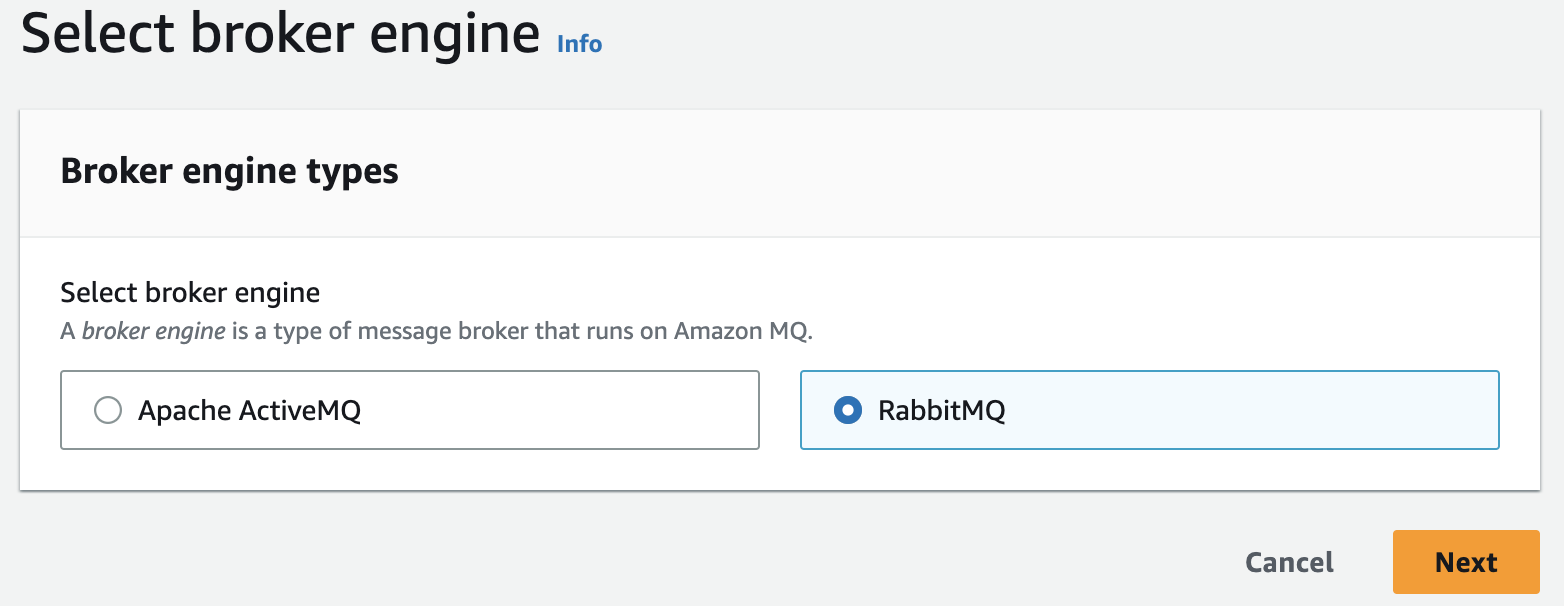 Select broker engine Info
Broker engine types
Select broker engine
A broker engine is a type of message broker that runs on Amazon MQ.
Apache ActiveMQ
RabbitMQ
Cancel
Next